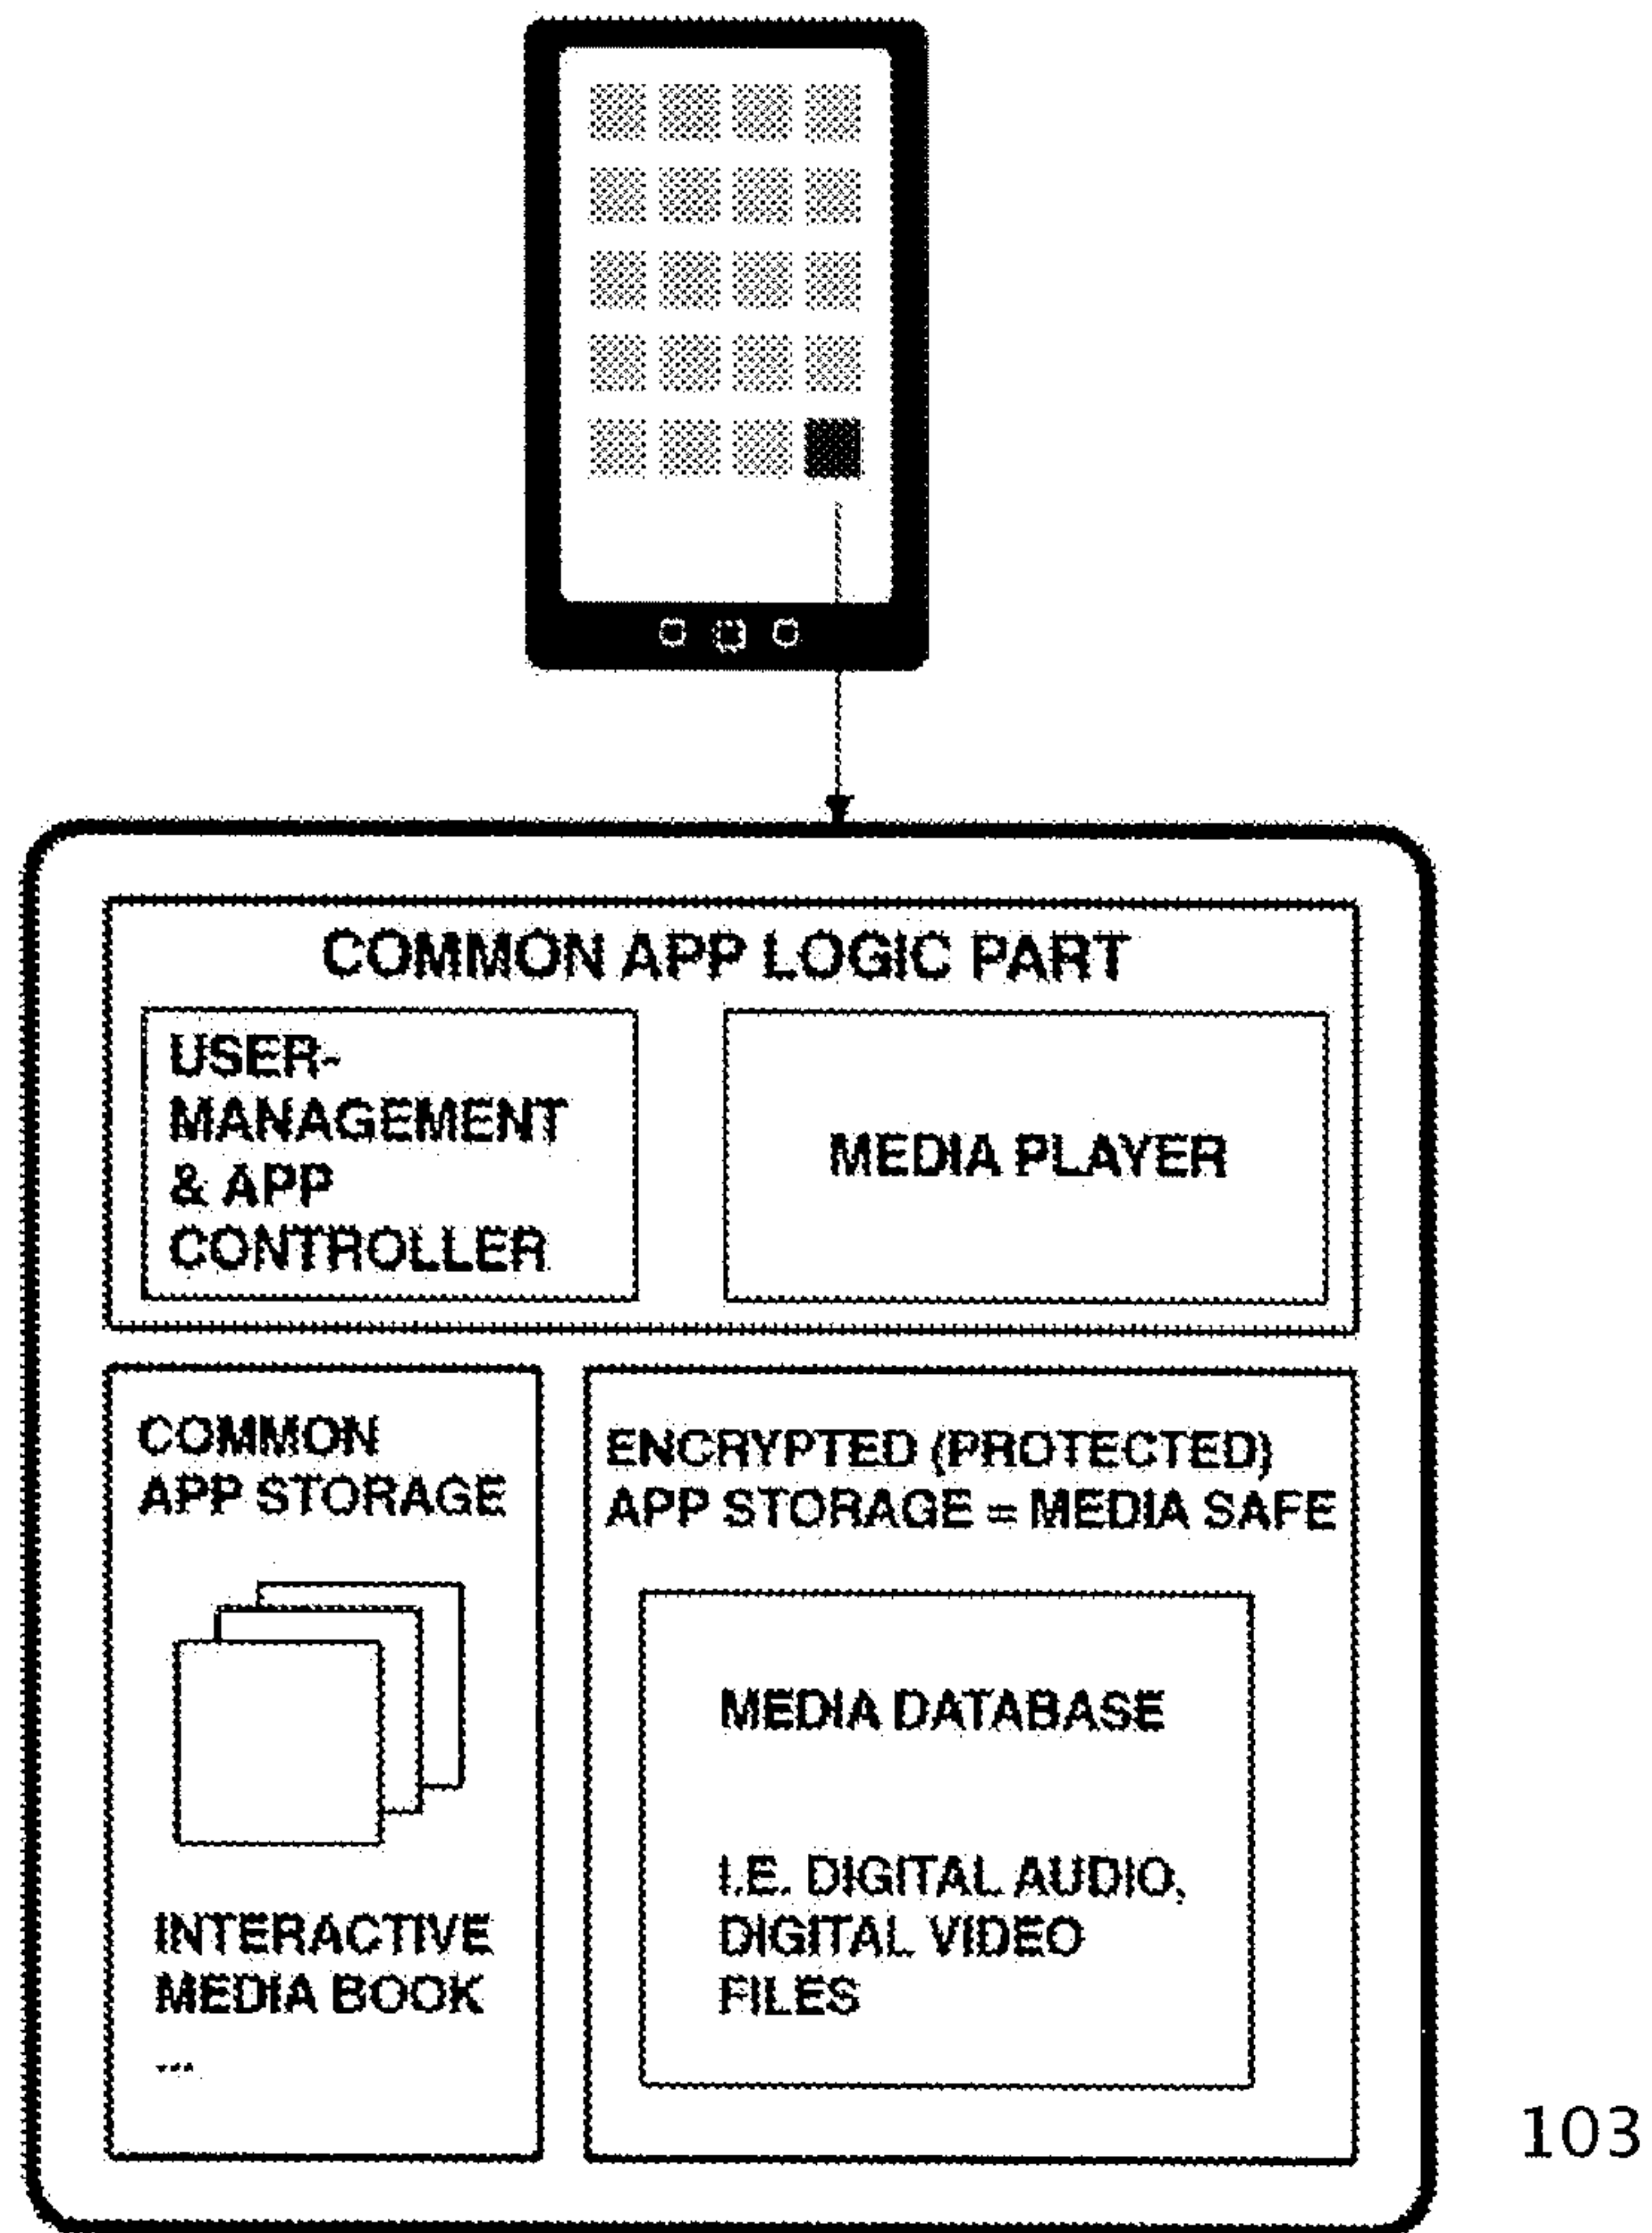 COMMON APP LOGIC PART
USER-
MANAGEMENT
& APP
CONTROLLER
MEDIA PLAYER
COMMON
APP STORAGE
INTERACTIVE
MEDIA BOOK
...
ENCRYPTED (PROTECTED)
APP STORAGE = MEDIA SAFE
MEDIA DATABASE
I.E. DIGITAL AUDIO,
DIGITAL VIDEO
FILES
103